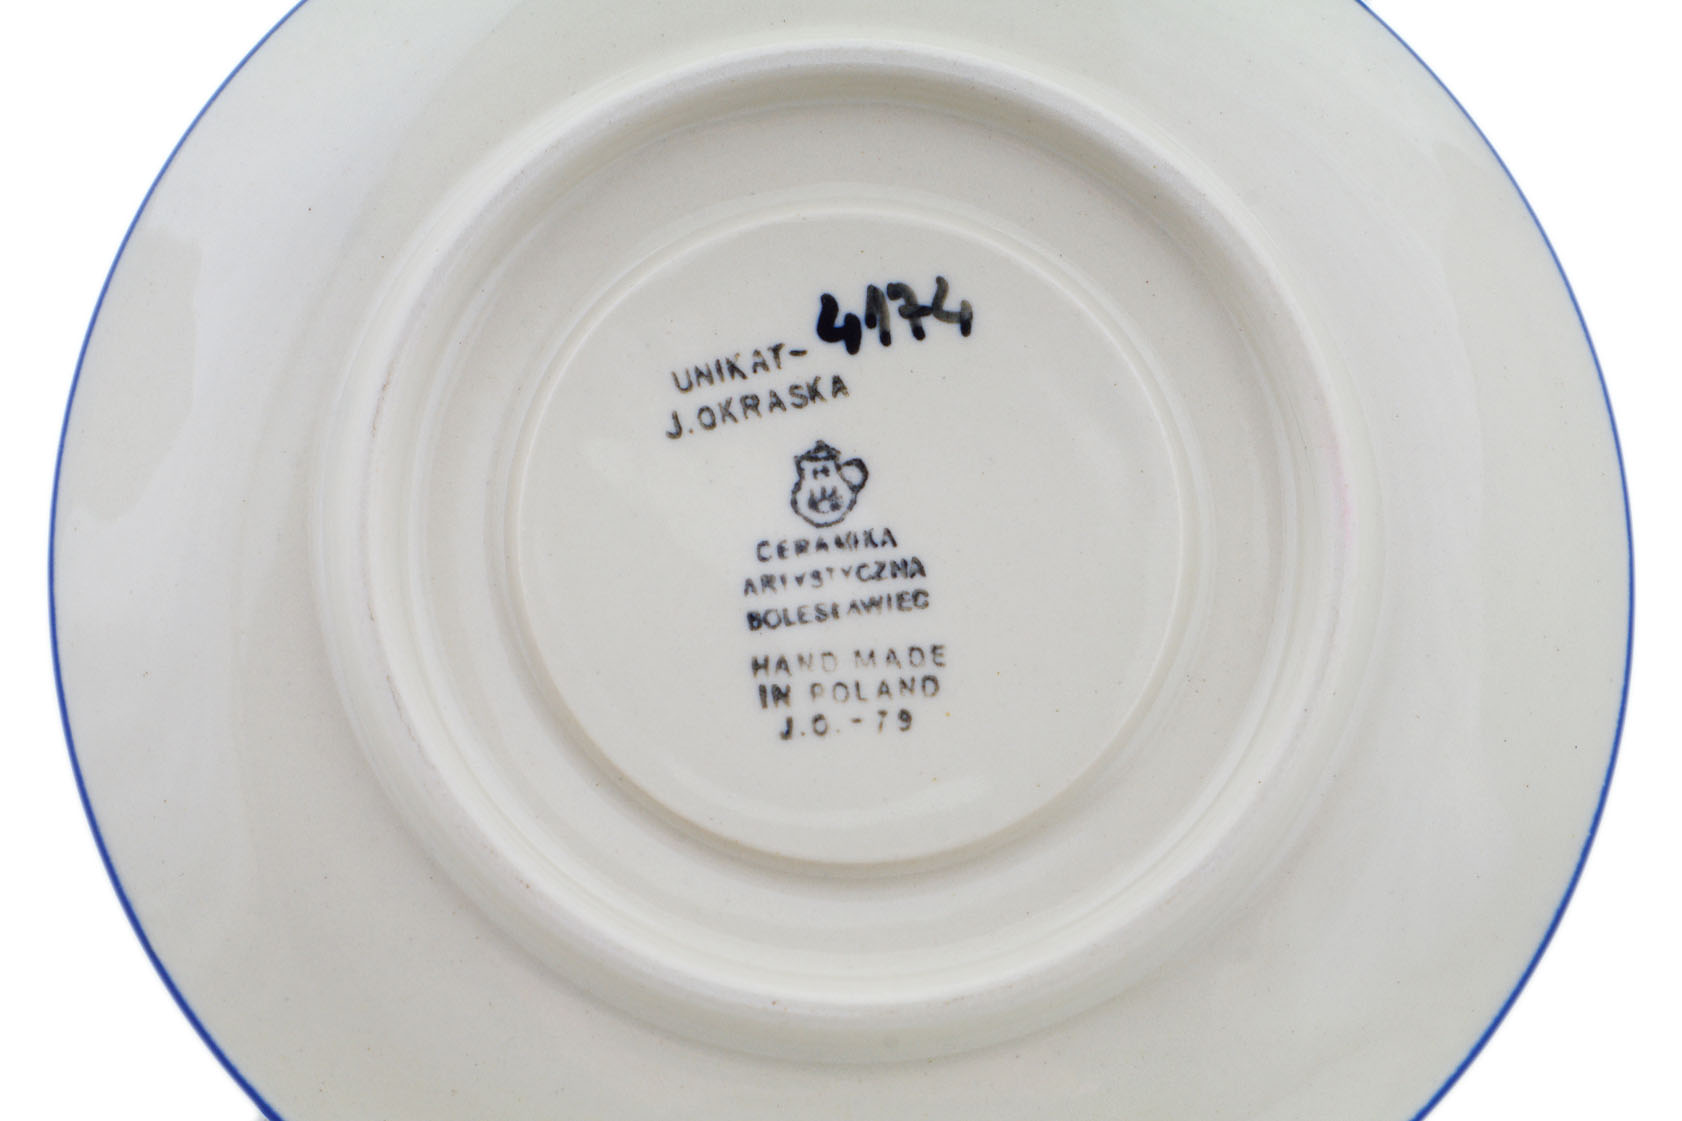 UNIKAT- 4174
J. OKRASKA
CERAMIKA
ARTYSTYCZNA
BOLESŁAWIEC
HAND MADE
IN POLAND
J.O.-79